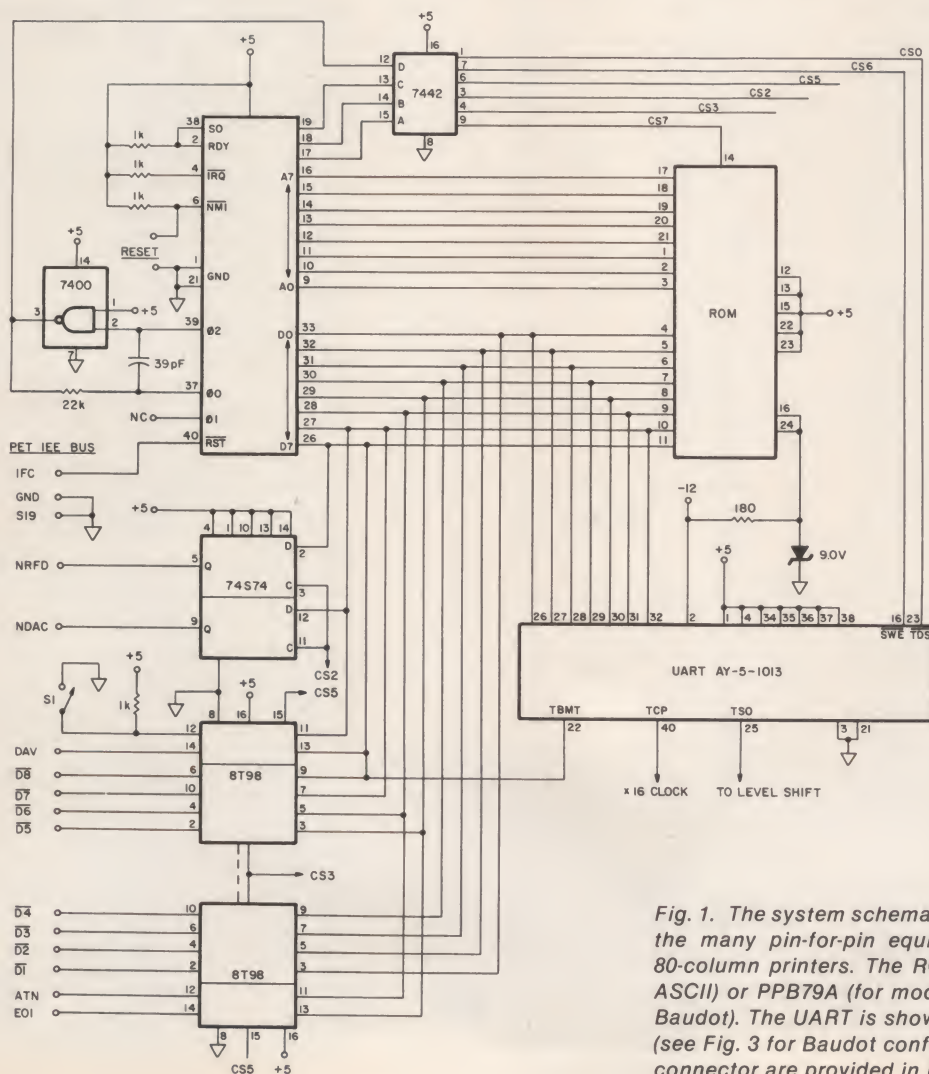 +5
+5
16
12 D 1 CS0
13 C 7 CS6
7442
14 B 6 CS5
15 A 3 CS2
4 CS3
9 CS7
8
14
38 SO 19
1k 2 RDY 18
17
1k 4 IRQ A7 16 17
15 18
1k 6 NMI 14 19
13 20
RESET 12 21
1 GND 11 1
21 10 2
A0 9 3
+5
14
7400
3 1 +5
2
7
39 Ø2
39pF
22k
37 Ø0
NC Ø1
40 RST
D0 33 4
32 5
31 6
30 7
29 8
28 9
27 10
D7 26 11
ROM
12
13
15 +5
22
23
16
24
PET IEE BUS
IFC
GND
S19
-12
180
9.0V
+5
+5
4 1 10 13 14
NRFD 5 Q D 2
74S74 C 3
D 12
NDAC 9 Q C 11
CS2
26 27 28 29 30 31 32 2 1 4 34 35 36 37 38 16 23
SWE TDS
UART AY-5-1013
TBMT TCP TSO
22 40 25 3 21
x 16 CLOCK TO LEVEL SHIFT
S1
+5
1k
+5
CS5
8 16 15
12 11
DAV 14 13
D8 6 8T98 9
D7 10 7
D6 4 5
D5 2 3
CS3
D4 10 9
D3 6 7
D2 4 8T98 5
D1 2 3
ATN 12 11
EOI 14 13
8 15 16
CS5 +5
Fig. 1. The system schema
the many pin-for-pin equi
80-column printers. The R
ASCII) or PPB79A (for mod
Baudot). The UART is show
(see Fig. 3 for Baudot conf
connector are provided in